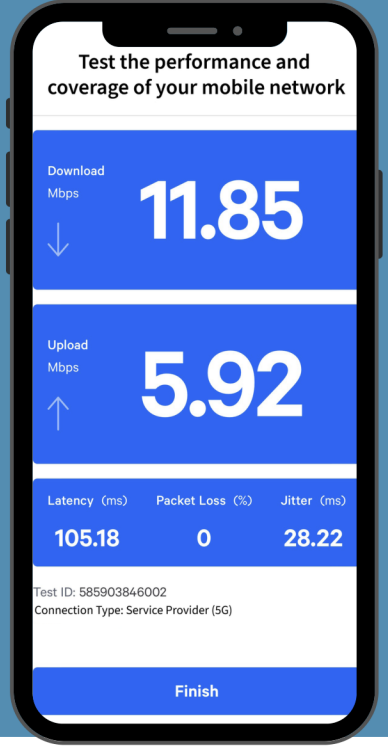 Test the performance and
coverage of your mobile network
Download
Mbps
11.85
Upload
Mbps
5.92
Latency (ms) Packet Loss (%) Jitter (ms)
105.18 0 28.22
Test ID: 585903846002
Connection Type: Service Provider (5G)
Finish